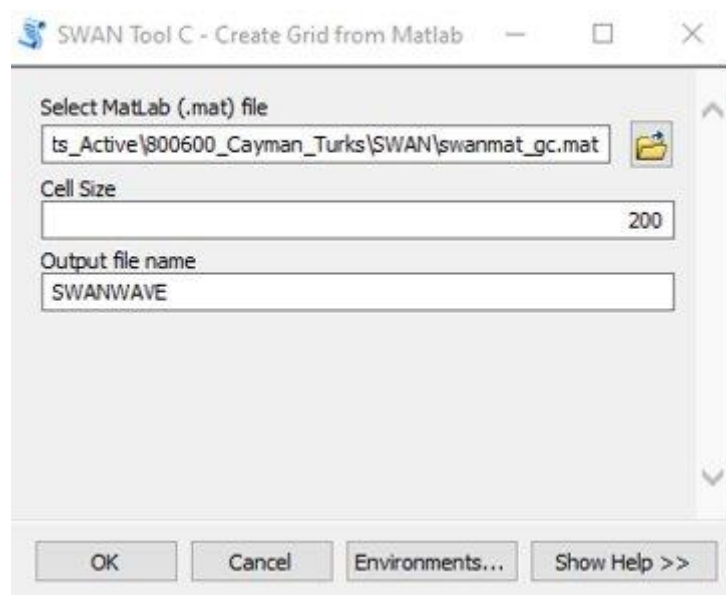 SWAN Tool C - Create Grid from Matlab
Select MatLab (.mat) file
ts_Active\800600_Cayman_Turks\SWAN\swanmat_gc.mat
Cell Size
200
Output file name
SWANWAVE
OK Cancel Environments... Show Help >>